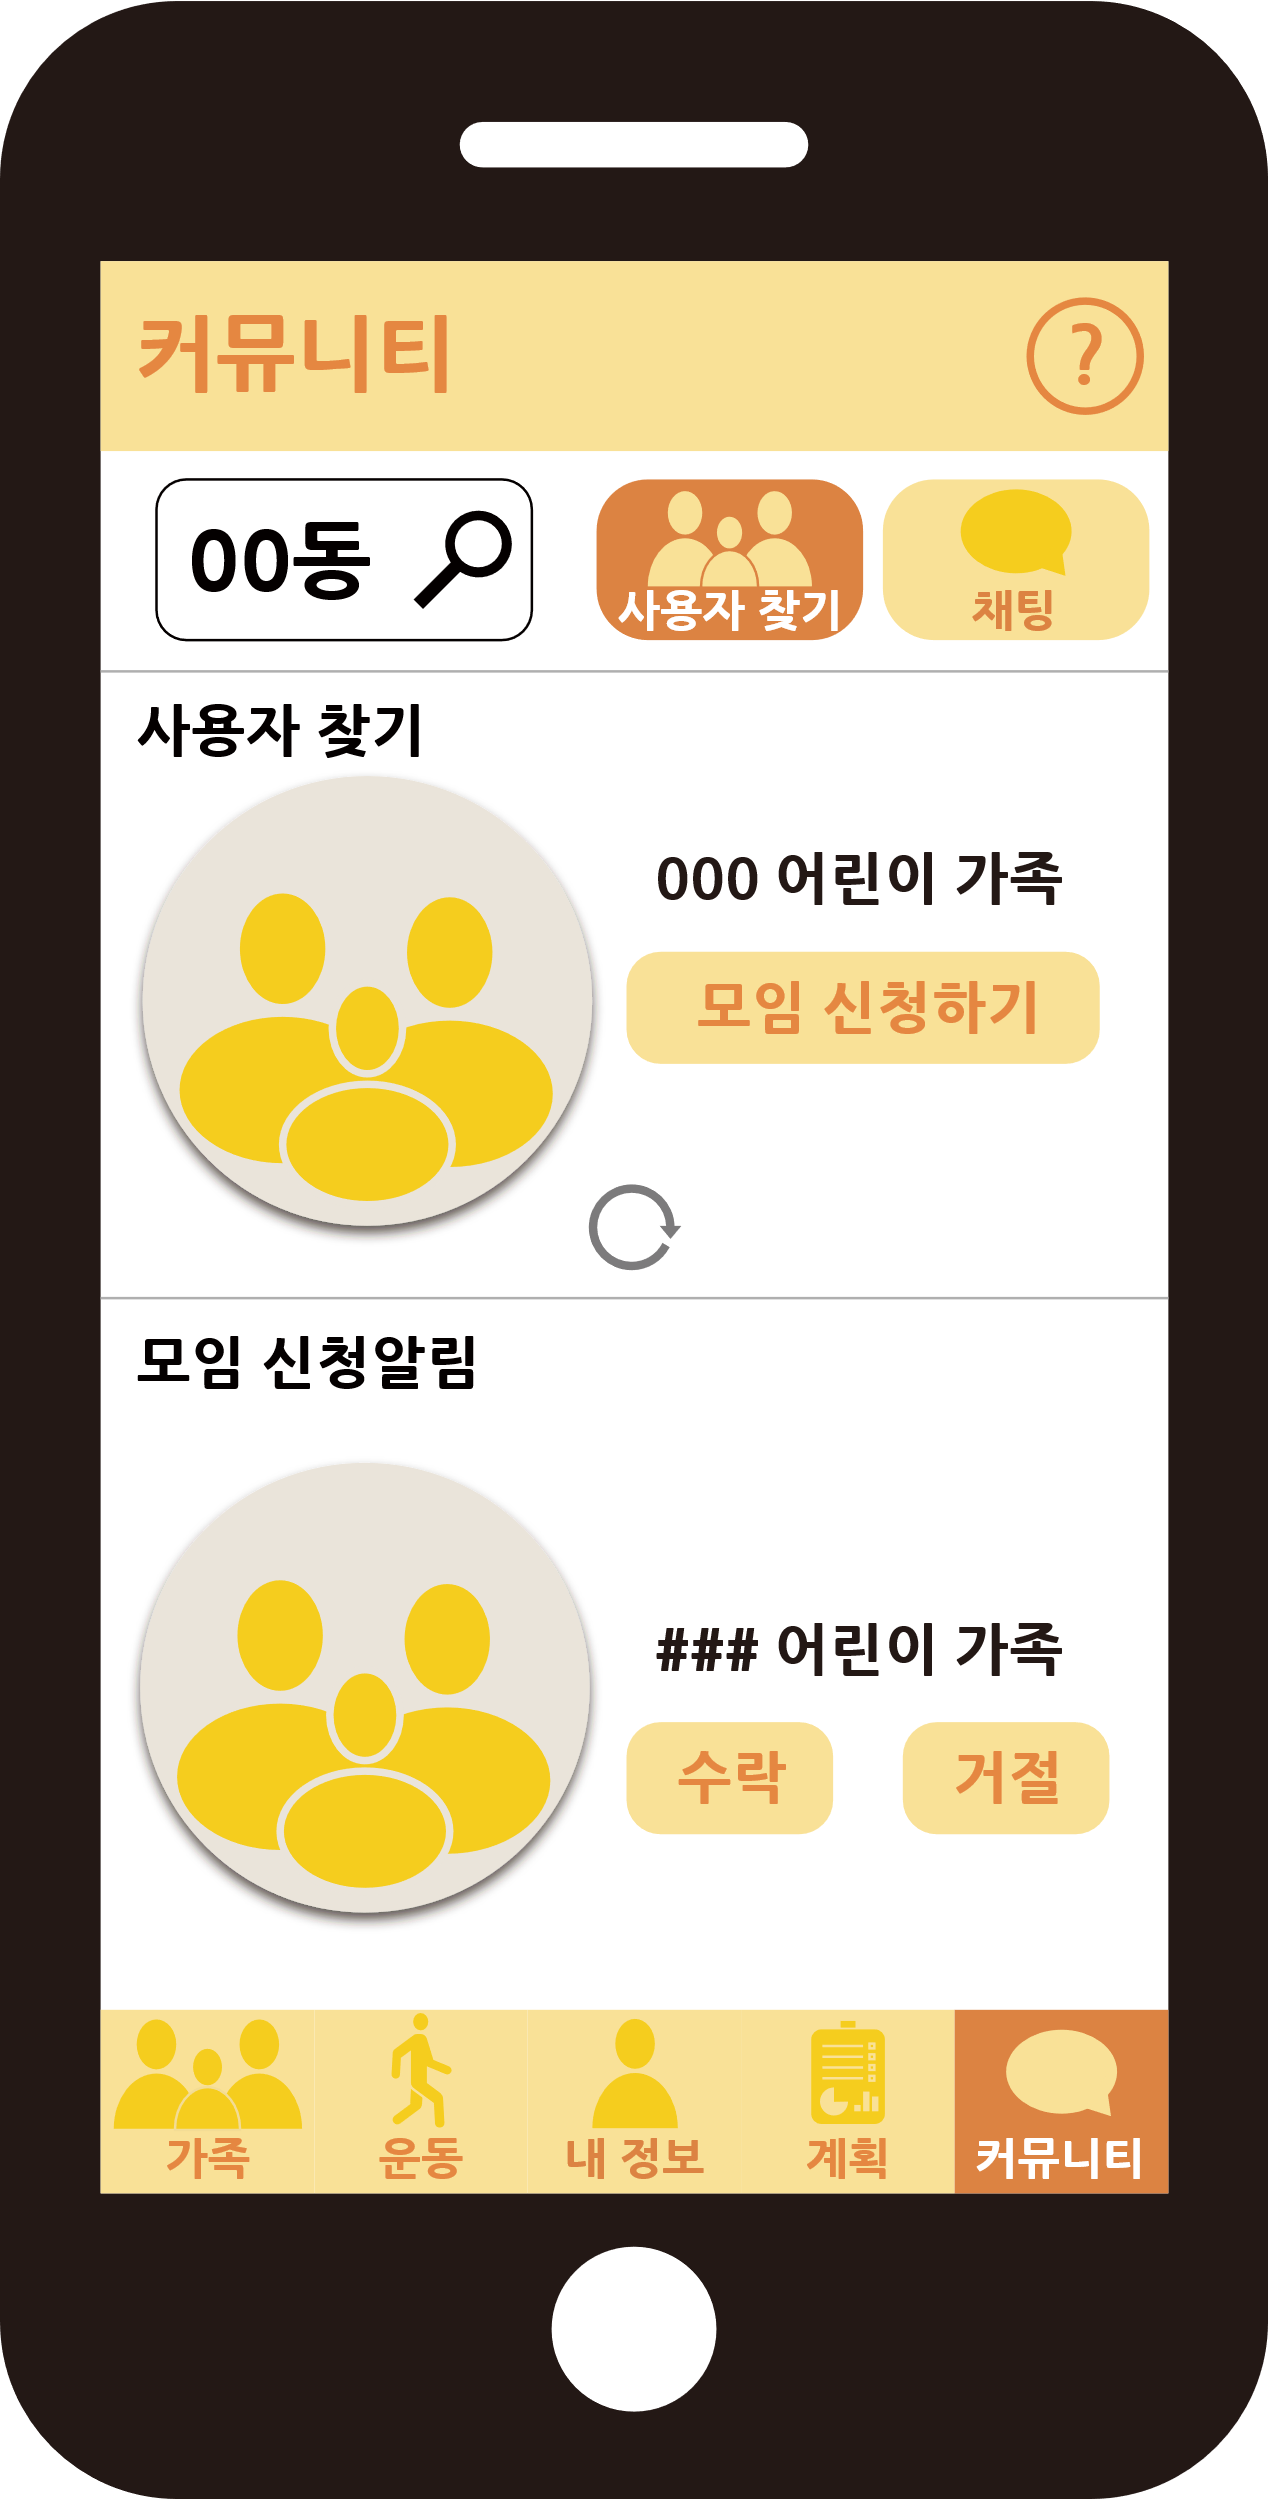 커뮤니티
?
00동
사용자 찾기
채팅
사용자 찾기
000 어린이 가족
모임 신청하기
모임 신청알림
### 어린이 가족
수락
거절
가족
운동
내 정보
계획
커뮤니티